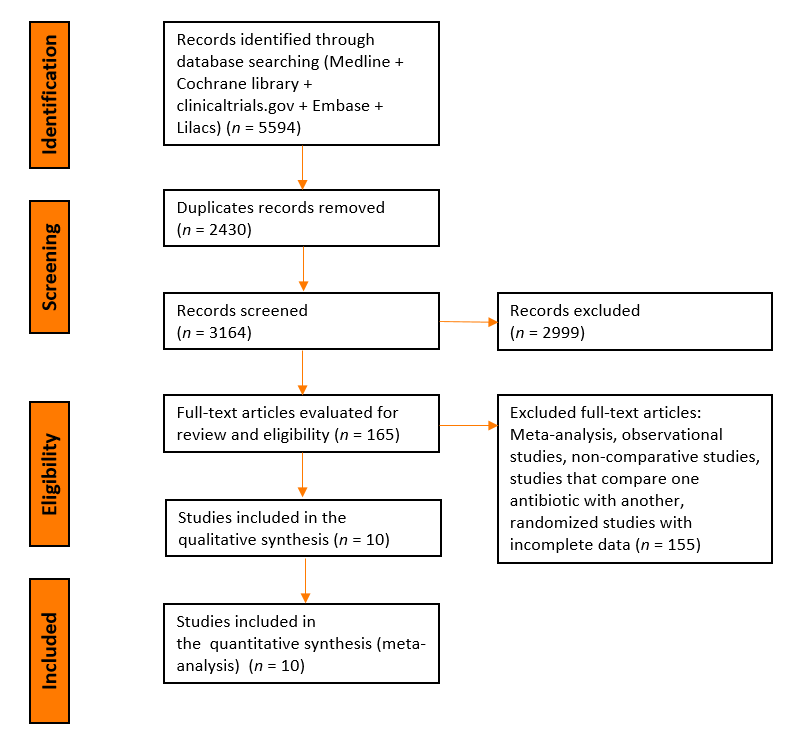 Identification
Records identified through
database searching (Medline +
Cochrane library +
clinicaltrials.gov + Embase +
Lilacs) (n = 5594)
Screening
Duplicates records removed
(n = 2430)
Records screened
(n = 3164)
Records excluded
(n = 2999)
Eligibility
Full-text articles evaluated for
review and eligibility (n = 165)
Excluded full-text articles:
Meta-analysis, observational
studies, non-comparative studies,
studies that compare one
antibiotic with another,
randomized studies with
incomplete data (n = 155)
Studies included in the
qualitative synthesis (n = 10)
Included
Studies included in
the quantitative synthesis (meta-
analysis) (n = 10)